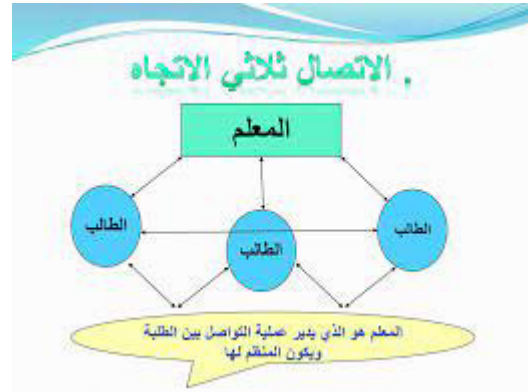 . الاتصال ثلاثي الاتجاه
المعلم
الطالب
الطالب
الطالب
المعلم هو الذي يدير عملية التواصل بين الطلبة
ويكون المنظم لها